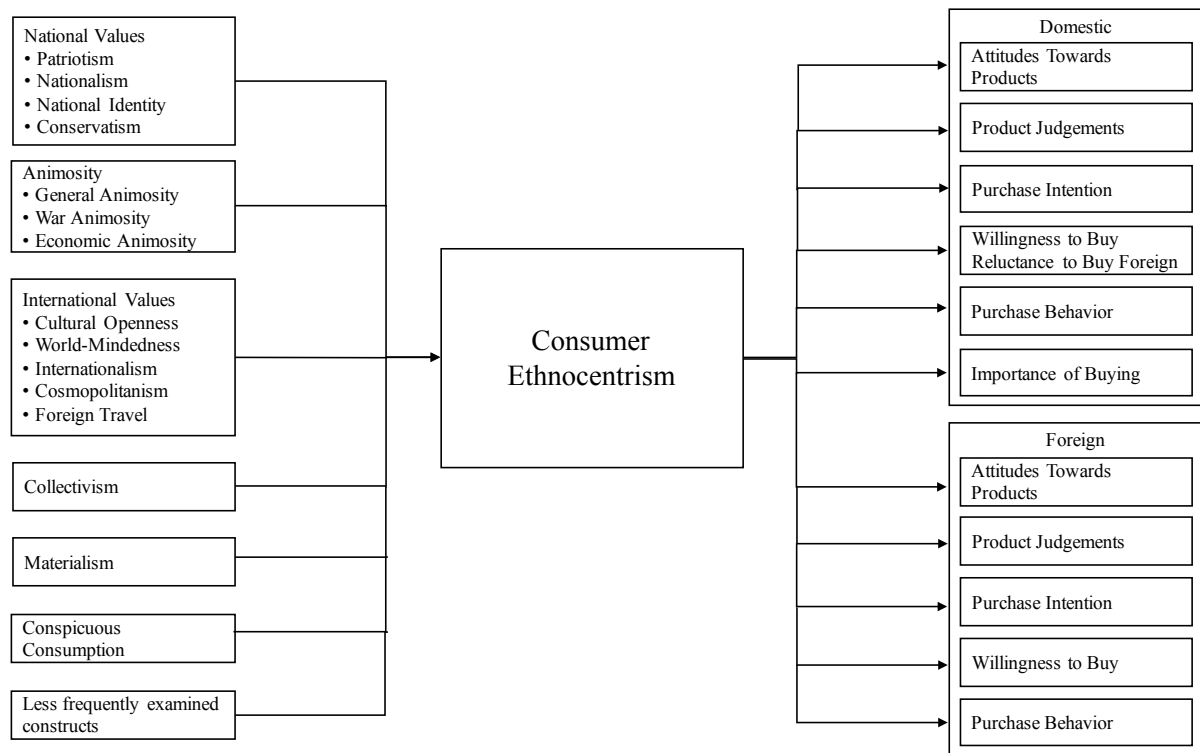 National Values
• Patriotism
• Nationalism
• National Identity
• Conservatism
Animosity
• General Animosity
• War Animosity
• Economic Animosity
International Values
• Cultural Openness
• World-Mindedness
• Internationalism
• Cosmopolitanism
• Foreign Travel
Collectivism
Materialism
Conspicuous
Consumption
Less frequently examined
constructs
Consumer
Ethnocentrism
Domestic
Attitudes Towards
Products
Product Judgements
Purchase Intention
Willingness to Buy
Reluctance to Buy Foreign
Purchase Behavior
Importance of Buying
Foreign
Attitudes Towards
Products
Product Judgements
Purchase Intention
Willingness to Buy
Purchase Behavior